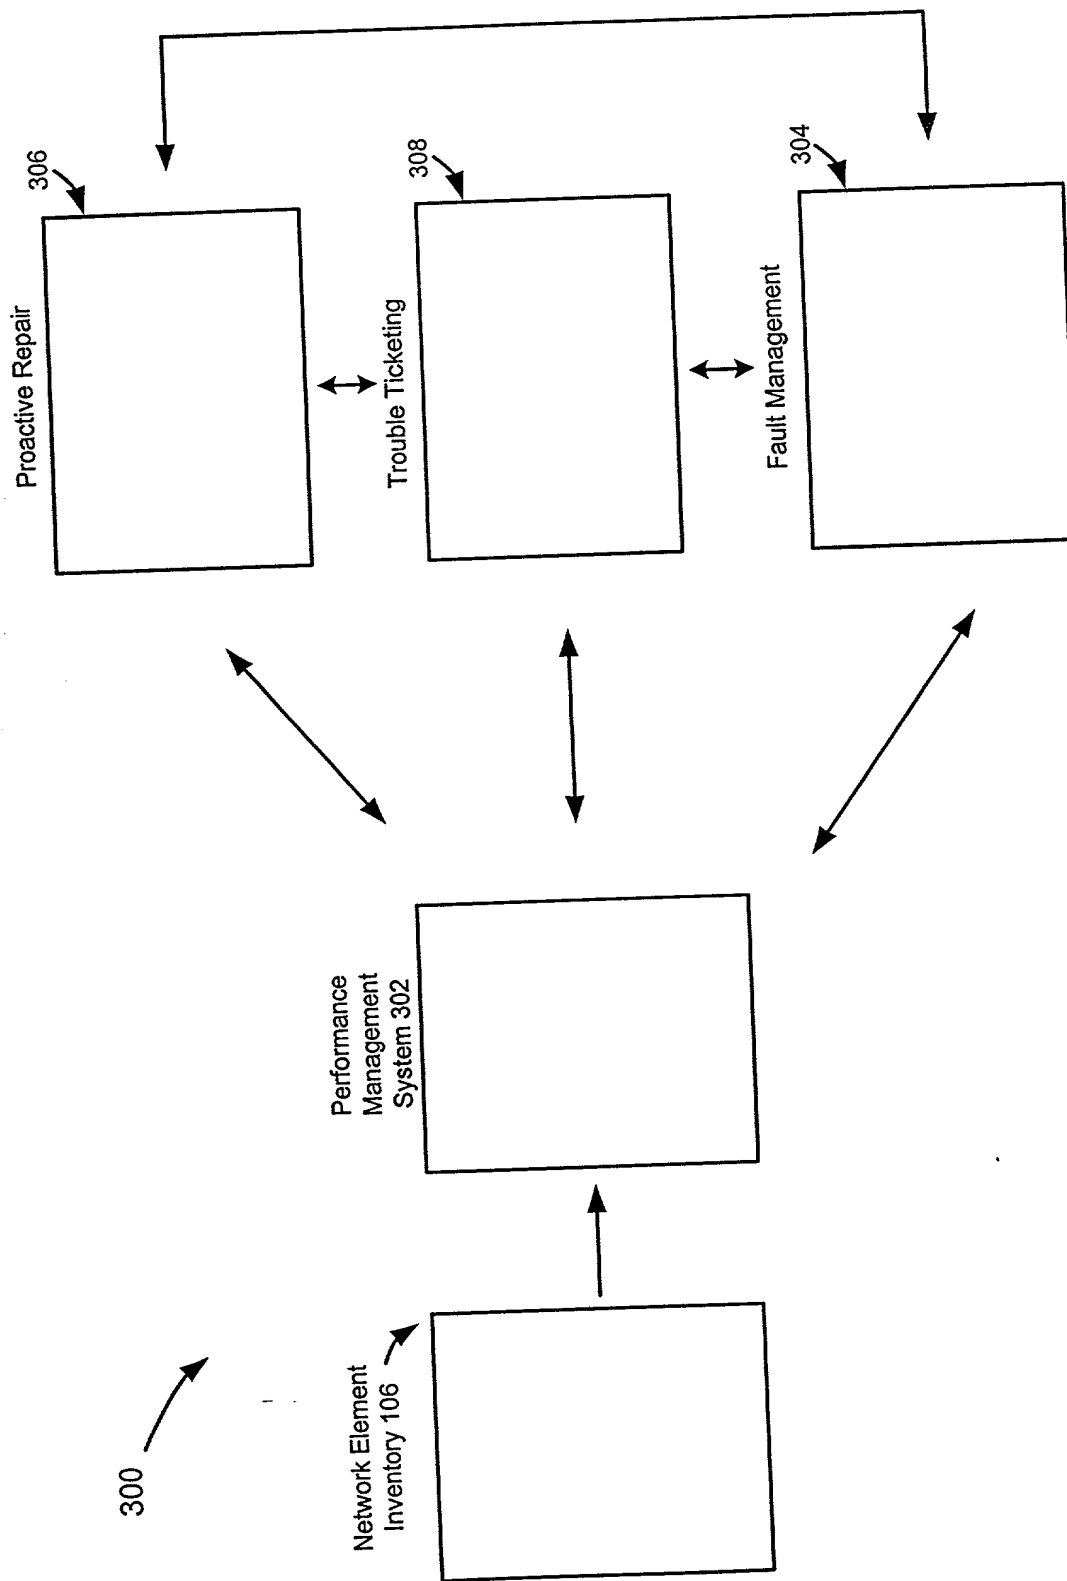 300
Network Element
Inventory 106
Performance
Management
System 302
Proactive Repair
306
Trouble Ticketing
308
Fault Management
304